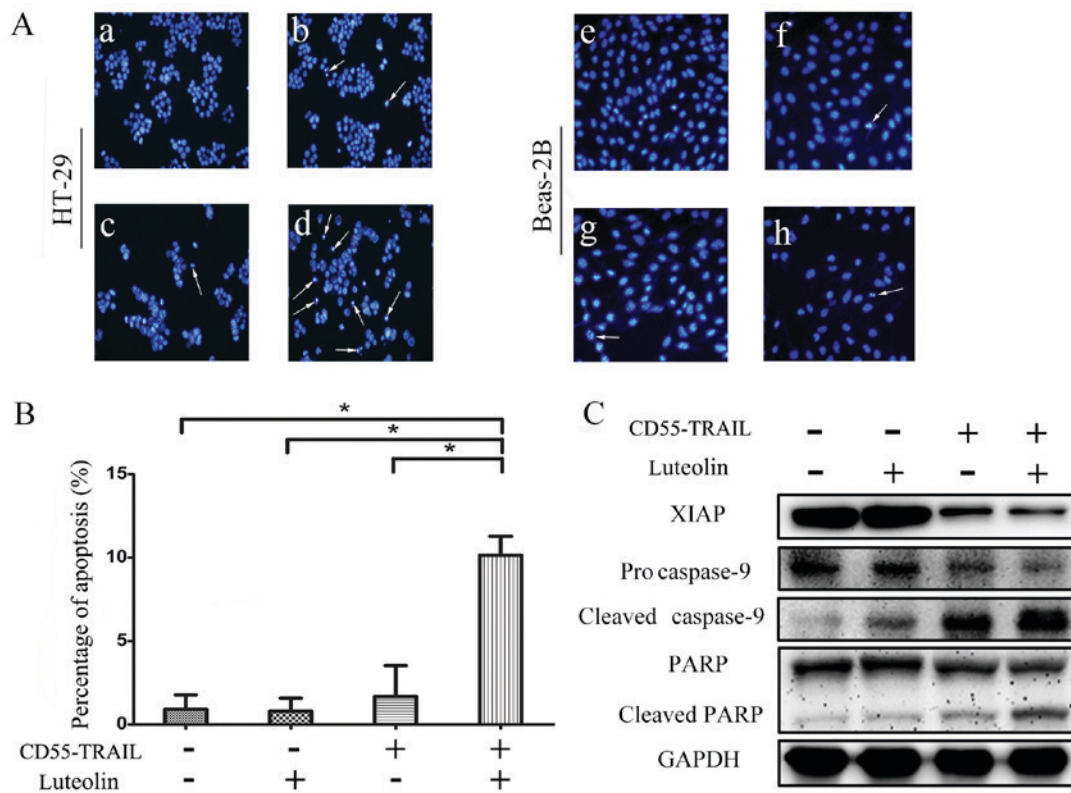 A
a
b
e
f
HT-29
Beas-2B
c
d
g
h
B
*
*
*
15
10
5
0
Percentage of apoptosis (%)
CD55-TRAIL - - + +
Luteolin - + - +
C
CD55-TRAIL - - + +
Luteolin - + - +
XIAP
Pro caspase-9
Cleaved caspase-9
PARP
Cleaved PARP
GAPDH